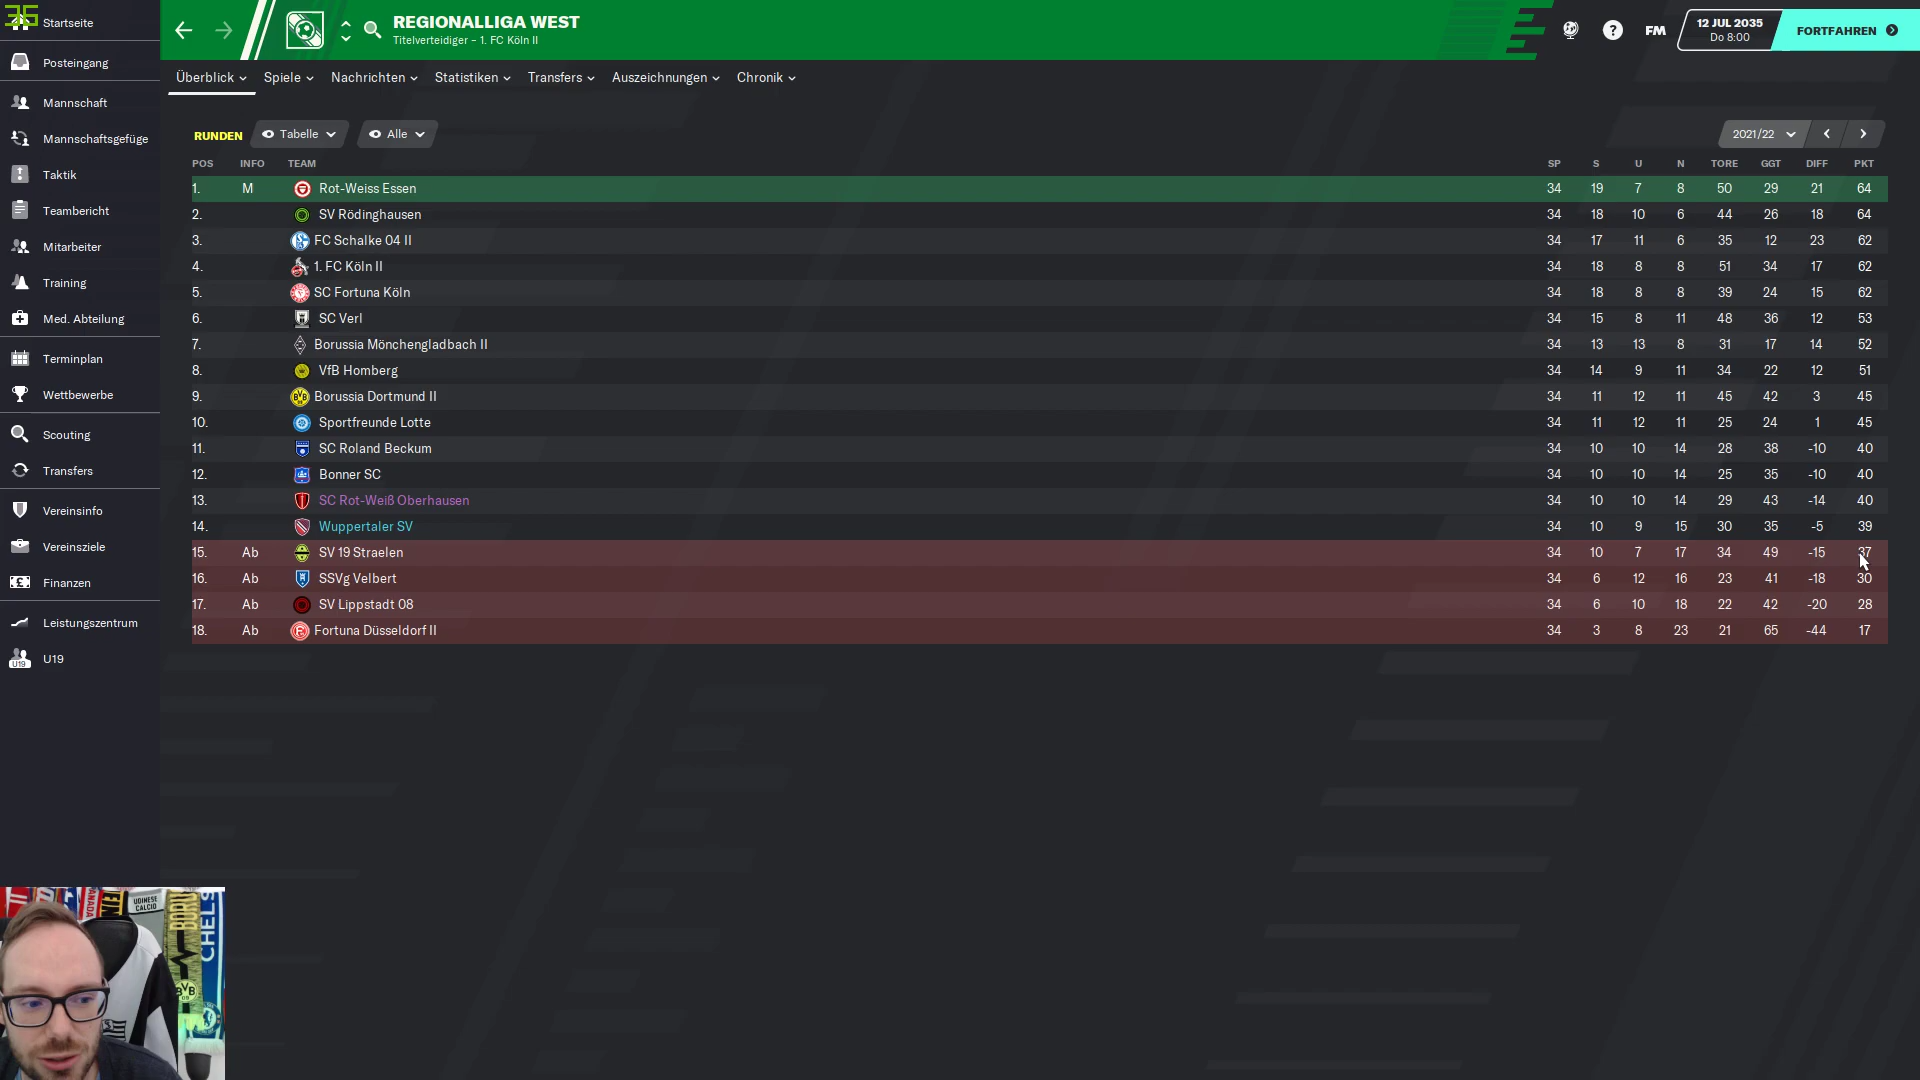 Startseite
Posteingang
Mannschaft
Mannschaftsgefüge
Taktik
Teambericht
Mitarbeiter
Training
Med. Abteilung
Terminplan
Wettbewerbe
Scouting
Transfers
Vereinsinfo
Vereinsziele
Finanzen
Leistungszentrum
U19
REGIONALLIGA WEST
Titelverteidiger – 1. FC Köln II
FM
12 JUL 2035
Do 8:00
FORTFAHREN
Überblick Spiele Nachrichten Statistiken Transfers Auszeichnungen Chronik
RUNDEN Tabelle Alle 2021/22
POS INFO TEAM SP S U N TORE GGT DIFF PKT
1. M Rot-Weiss Essen 34 19 7 8 50 29 21 64
2. SV Rödinghausen 34 18 10 6 44 26 18 64
3. FC Schalke 04 II 34 17 11 6 35 12 23 62
4. 1. FC Köln II 34 18 8 8 51 34 17 62
5. SC Fortuna Köln 34 18 8 8 39 24 15 62
6. SC Verl 34 15 8 11 48 36 12 53
7. Borussia Mönchengladbach II 34 13 13 8 31 17 14 52
8. VfB Homberg 34 14 9 11 34 22 12 51
9. Borussia Dortmund II 34 11 12 11 45 42 3 45
10. Sportfreunde Lotte 34 11 12 11 25 24 1 45
11. SC Roland Beckum 34 10 10 14 28 38 -10 40
12. Bonner SC 34 10 10 14 25 35 -10 40
13. SC Rot-Weiß Oberhausen 34 10 10 14 29 43 -14 40
14. Wuppertaler SV 34 10 9 15 30 35 -5 39
15. Ab SV 19 Straelen 34 10 7 17 34 49 -15 37
16. Ab SSVg Velbert 34 6 12 16 23 41 -18 30
17. Ab SV Lippstadt 08 34 6 10 18 22 42 -20 28
18. Ab Fortuna Düsseldorf II 34 3 8 23 21 65 -44 17
UDINESE
CALCIO
CHELS
BVB